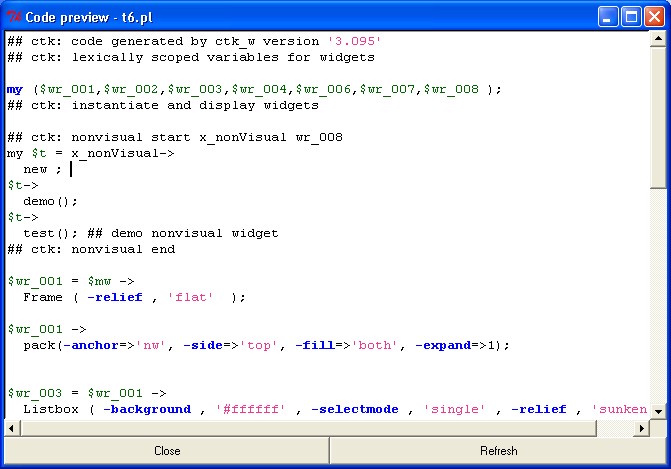 Code preview - t6.pl
## ctk: code generated by ctk_w version '3.095'
## ctk: lexically scoped variables for widgets
my ($wr_001,$wr_002,$wr_003,$wr_004,$wr_006,$wr_007,$wr_008 );
## ctk: instantiate and display widgets
## ctk: nonvisual start x_nonVisual wr_008
my $t = x_nonVisual->
new ;
$t->
demo();
$t->
test(); ## demo nonvisual widget
## ctk: nonvisual end
$wr_001 = $mw ->
Frame ( -relief , 'flat'  );
$wr_001 ->
pack(-anchor=>'nw', -side=>'top', -fill=>'both', -expand=>1);
$wr_003 = $wr_001 ->
Listbox ( -background , '#ffffff' , -selectmode , 'single' , -relief , 'sunken
Close
Refresh